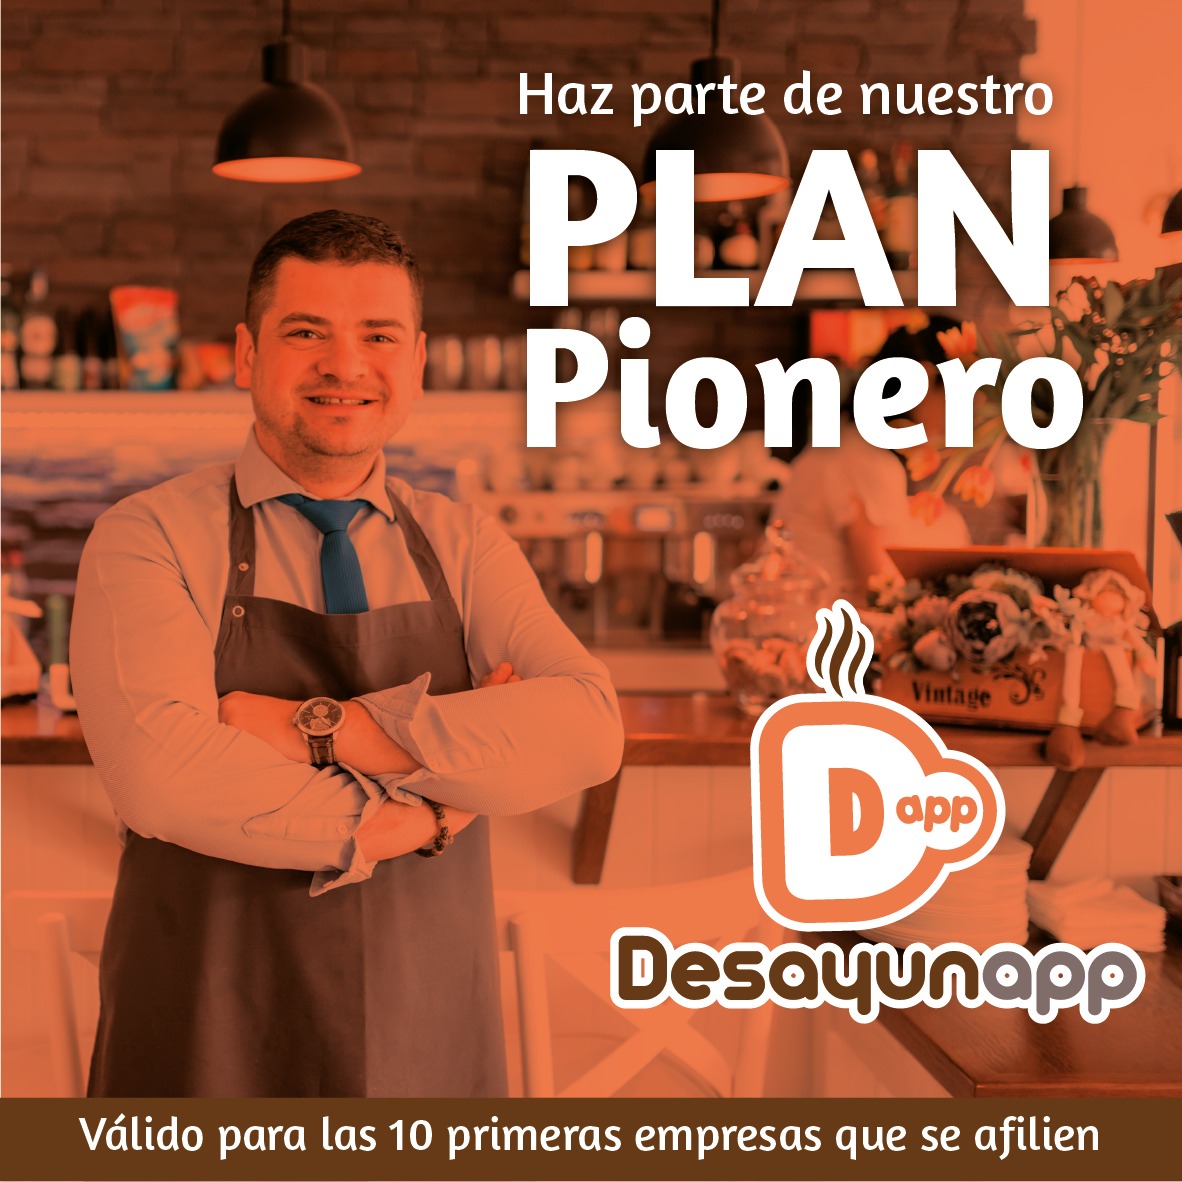 Haz parte de nuestro
PLAN
Pionero
Vintage
D app
Desayunapp
Válido para las 10 primeras empresas que se afilien